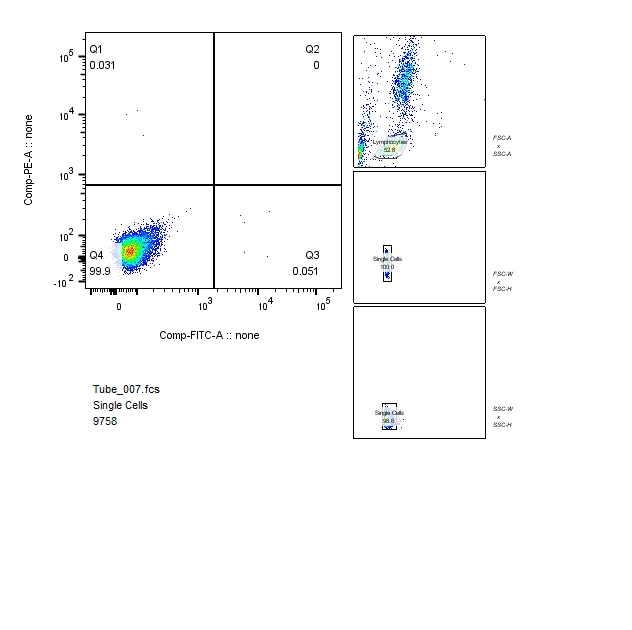 Q1
0.031
Q2
0
Q4
99.9
Q3
0.051
10^5
10^4
10^3
10^2
0
-10^2
Comp-PE-A :: none
0
10^3
10^4
10^5
Comp-FITC-A :: none
Tube_007.fcs
Single Cells
9758
Lymphocytes
52.8
FSC-A
x
SSC-A
Single Cells
100.0
FSC-W
x
FSC-H
Single Cells
SSC-W
x
SSC-H